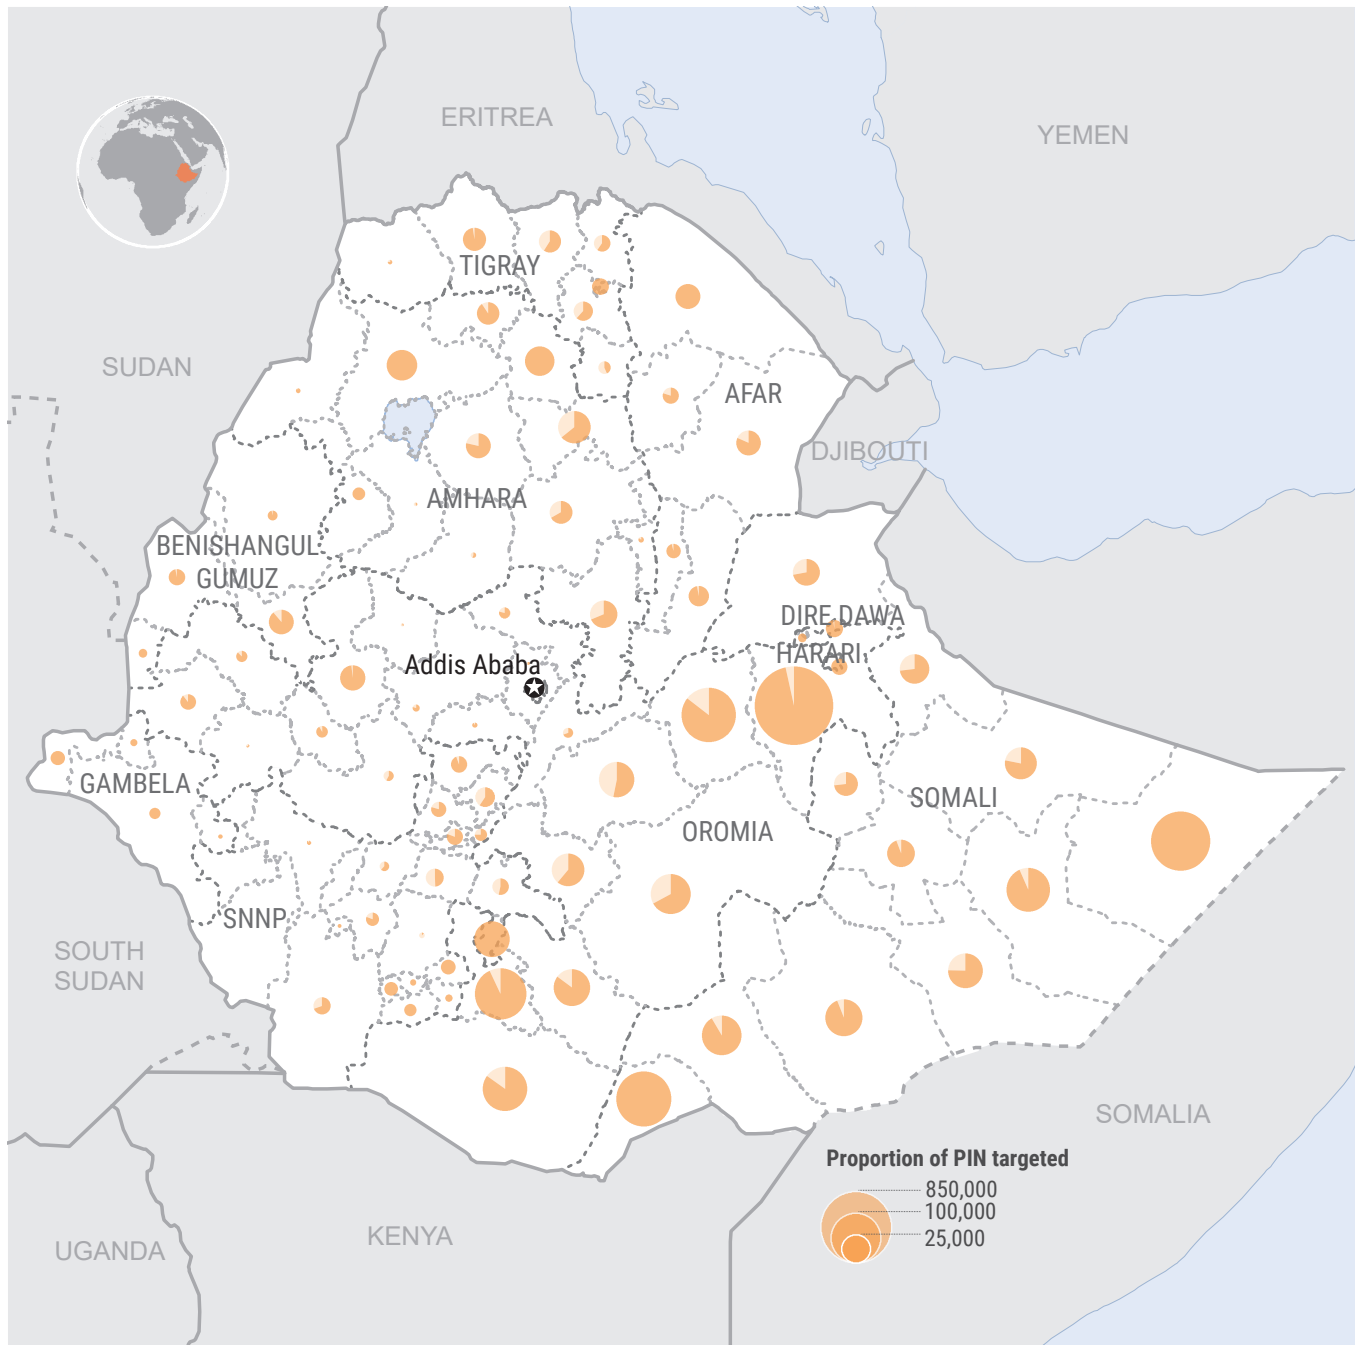 ERITREA
YEMEN
TIGRAY
SUDAN
AFAR
DJIBOUTI
AMHARA
BENISHANGUL
GUMUZ
DIRE DAWA
HARARI
Addis Ababa
GAMBELA
SOMALI
OROMIA
SNNP
SOUTH
SUDAN
SOMALIA
Proportion of PIN targeted
850,000
100,000
25,000
KENYA
UGANDA